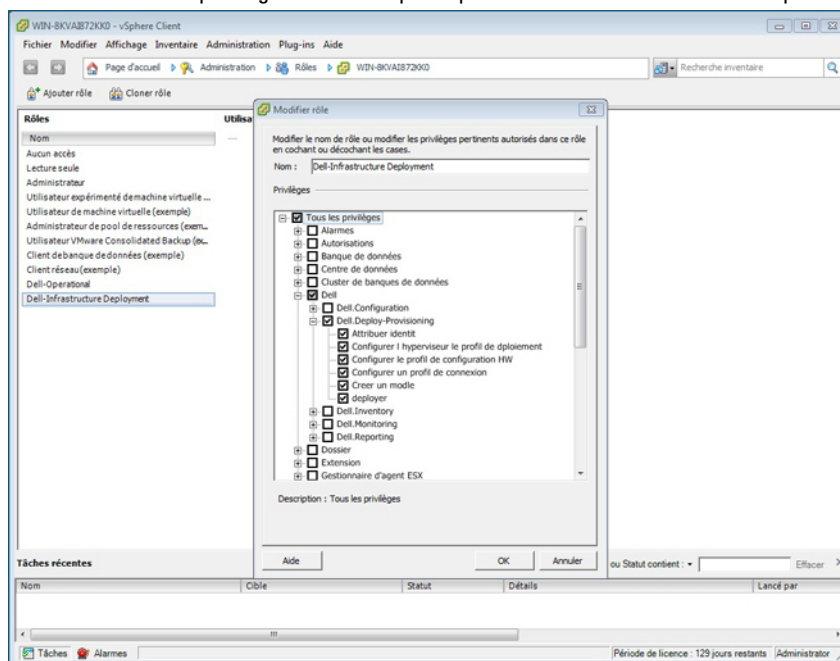 WIN-8KVAI872KK0 - vSphere Client
Fichier Modifier Affichage Inventaire Administration Plug-ins Aide
Page d'accueil Administration Rôles WIN-8KVAI872KK0
Recherche inventaire
Ajouter rôle Cloner rôle
Rôles
Nom
Aucun accès
Lecture seule
Administrateur
Utilisateur expérimenté de machine virtuelle ...
Utilisateur de machine virtuelle (exemple)
Administrateur de pool de ressources (exem...
Utilisateur VMware Consolidated Backup (ex...
Client de banque de données (exemple)
Client réseau (exemple)
Dell-Operational
Dell-Infrastructure Deployment
Utilisa
Modifier rôle
Modifier le nom de rôle ou modifier les privilèges pertinents autorisés dans ce rôle
en cochant ou décochant les cases.
Nom : Dell-Infrastructure Deployment
Privilèges
Tous les privilèges
Alarmes
Autorisations
Banque de données
Centre de données
Cluster de banques de données
Dell
Dell.Configuration
Dell.Deploy-Provisioning
Attribuer identit
Configurer l hyperviseur le profil de dploiement
Configurer le profil de configuration HW
Configurer un profil de connexion
Creer un modle
deployer
Dell.Inventory
Dell.Monitoring
Dell.Reporting
Dossier
Extension
Gestionnaire d'agent ESX
Description : Tous les privilèges
Aide OK Annuler
Tâches récentes
ou Statut contient : Effacer
Nom Cible Statut Détails Lancé par
Tâches Alarmes
Période de licence : 129 jours restants Administrator